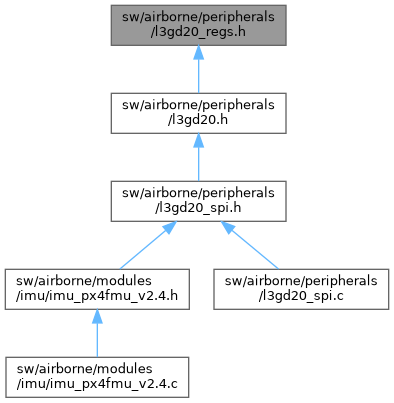 sw/airborne/peripherals
/l3gd20_regs.h
sw/airborne/peripherals
/l3gd20.h
sw/airborne/peripherals
/l3gd20_spi.h
sw/airborne/modules
/imu/imu_px4fmu_v2.4.h
sw/airborne/peripherals
/l3gd20_spi.c
sw/airborne/modules
/imu/imu_px4fmu_v2.4.c